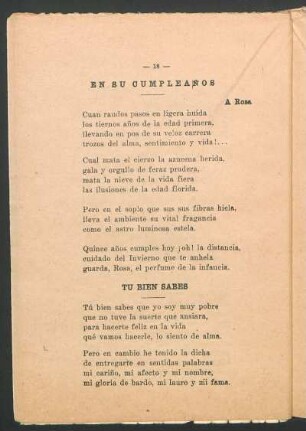 — 18 —
EN SU CUMPLEAÑOS
A Rosa.
Cuan raudos pasos en ligera huida
los tiernos años de la edad primera,
llevando en pos de su veloz carrera
trozos del alma, sentimiento y vida!...
Cual mata el cierzo la azucena herida,
gala y orgullo de feraz pradera,
mata la nieve de la vida fiera
las ilusiones de la edad florida.
Pero en el soplo que sus fibras hiela,
lleva el ambiente su vital fragancia
como el astro luminosa estela.
Quince años cumples hoy ¡oh! la distancia,
cuidado del Invierno que te anhela
guarda, Rosa, el perfume de la infancia.
TU BIEN SABES
Tú bien sabes que yo soy muy pobre
que no tuve la suerte que ansiara,
para hacerte feliz en la vida
qué vamos hacerle, lo siento de alma.
Pero en cambio he tenido la dicha
de entregarte en sentidas palabras
mi cariño, mi afecto y mi nombre,
mi gloria de bardo, mi lauro y mi fama.